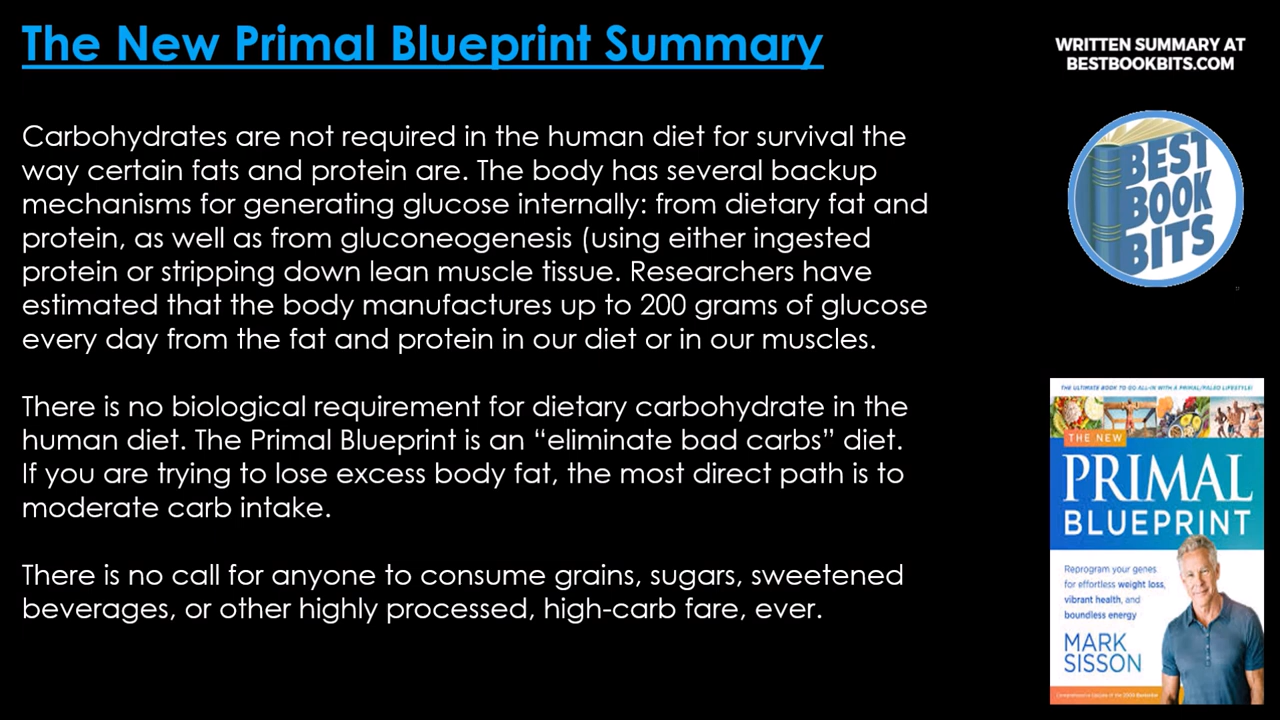 The New Primal Blueprint Summary
WRITTEN SUMMARY AT
BESTBOOKBITS.COM
Carbohydrates are not required in the human diet for survival the
way certain fats and protein are. The body has several backup
mechanisms for generating glucose internally: from dietary fat and
protein, as well as from gluconeogenesis (using either ingested
protein or stripping down lean muscle tissue. Researchers have
estimated that the body manufactures up to 200 grams of glucose
every day from the fat and protein in our diet or in our muscles.
There is no biological requirement for dietary carbohydrate in the
human diet. The Primal Blueprint is an “eliminate bad carbs” diet.
If you are trying to lose excess body fat, the most direct path is to
moderate carb intake.
There is no call for anyone to consume grains, sugars, sweetened
beverages, or other highly processed, high-carb fare, ever.
BEST
BOOK
BITS
THE ULTIMATE BOOK TO GO ALL-IN WITH A PRIMAL/PALEO LIFESTYLE!
THE NEW
PRIMAL
BLUEPRINT
Reprogram your genes
for effortless weight loss,
vibrant health, and
boundless energy
MARK
SISSON